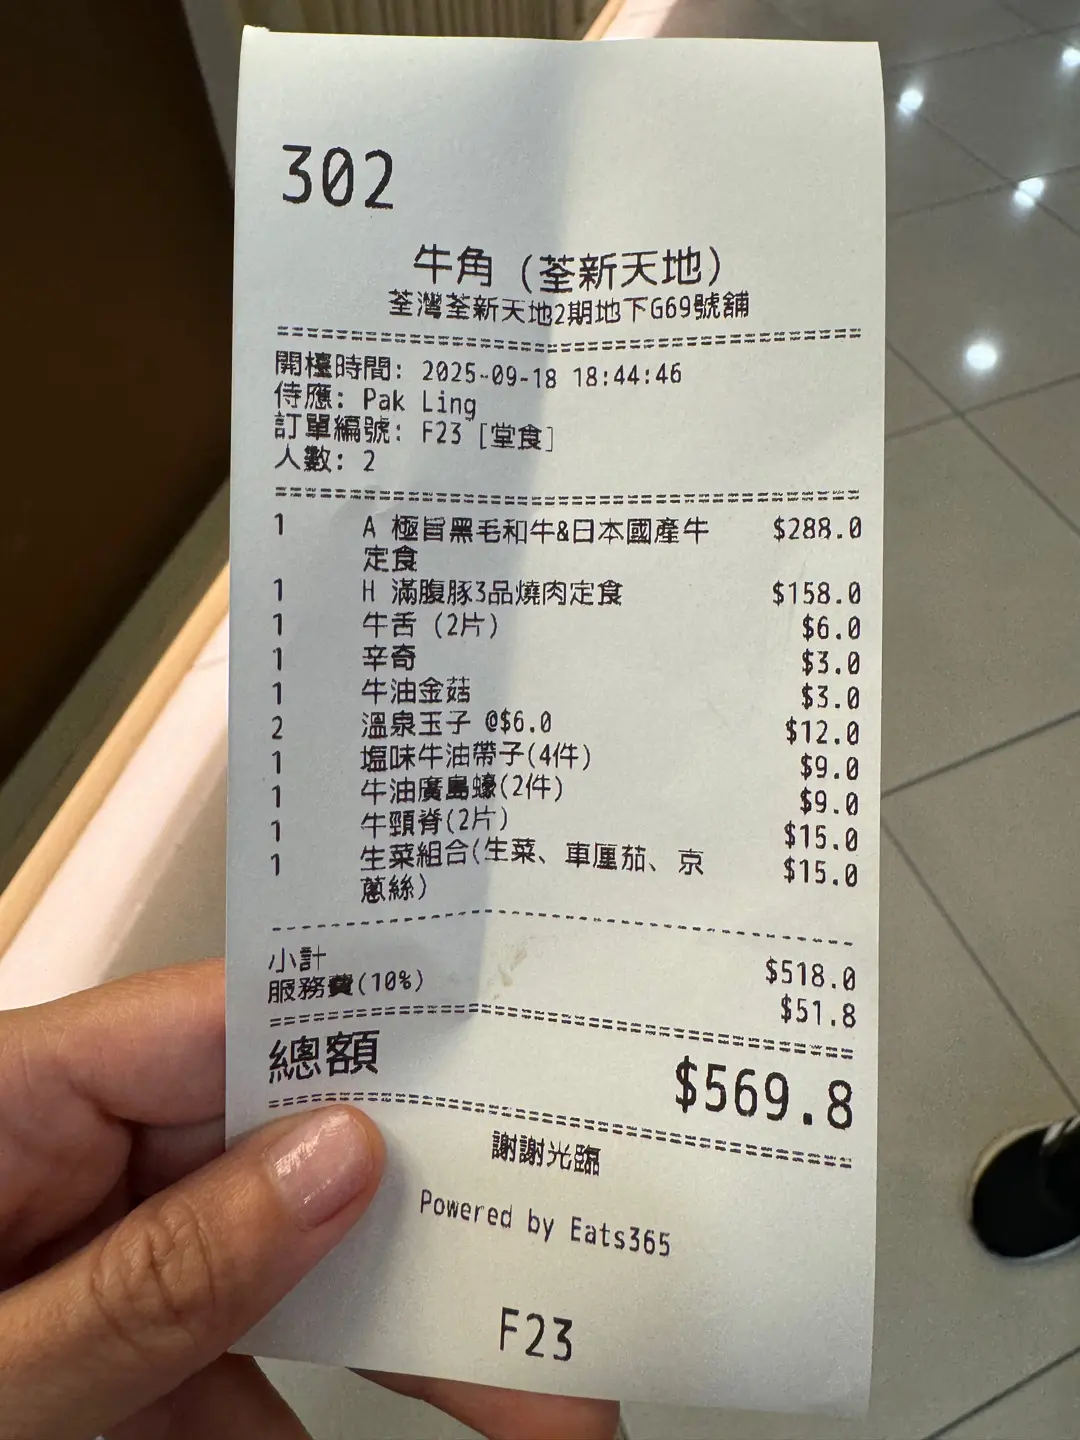 302
牛角 (荃新天地)
荃灣荃新天地2期地下G69號舖
開檯時間: 2025-09-18 18:44:46
侍應: Pak Ling
訂單編號: F23 [堂食]
人數: 2
1 A 極旨黑毛和牛&日本國產牛 $288.0
定食
1 H 滿腹豚3品燒肉定食 $158.0
1 牛舌 (2片) $6.0
1 辛奇 $3.0
1 牛油金菇 $3.0
2 溫泉玉子 @$6.0 $12.0
1 塩味牛油帶子(4件) $9.0
1 牛油廣島蠔(2件) $9.0
1 牛頸脊(2片) $15.0
1 生菜組合(生菜、車厘茄、京 $15.0
蔥絲)
小計 $518.0
服務費(10%) $51.8
總額 $569.8
謝謝光臨
Powered by Eats365
F23